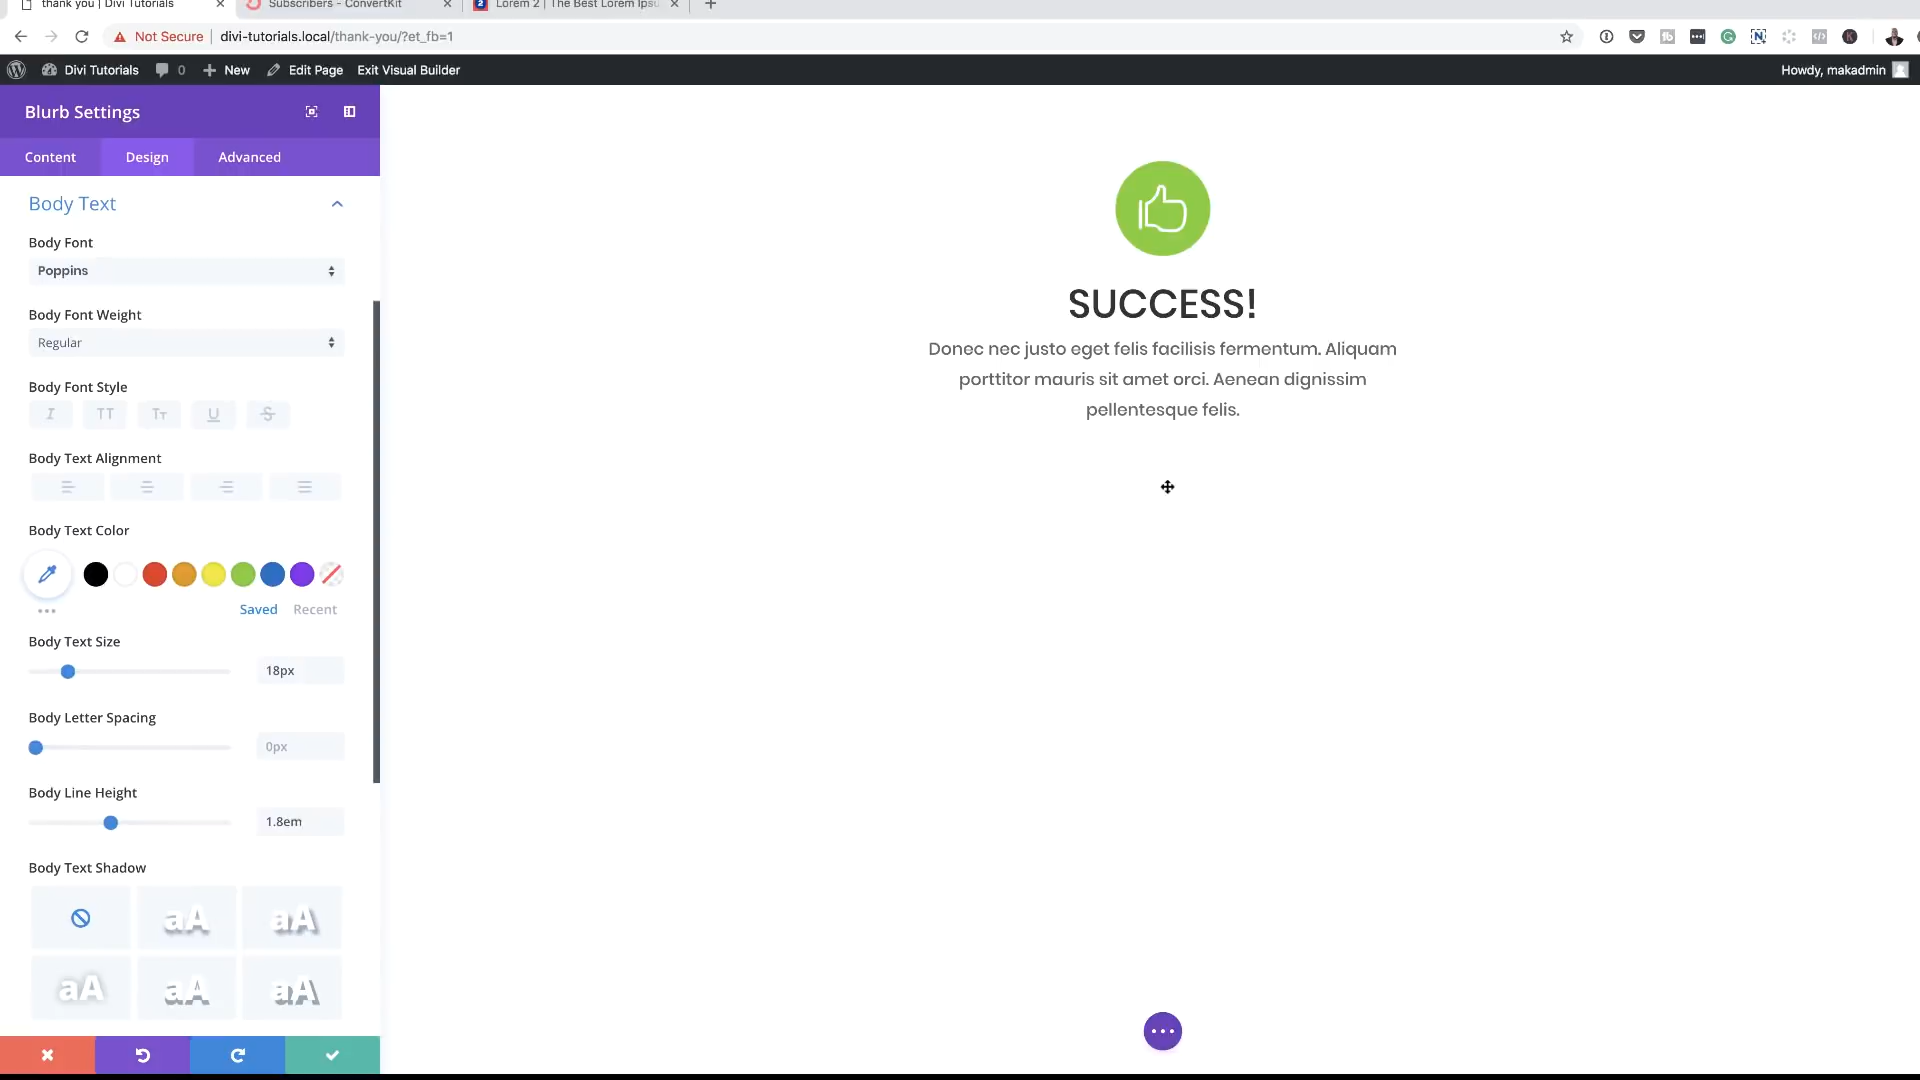 thank you | Divi Tutorials
Subscribers - ConvertKit
Lorem 2 | The Best Lorem Ipsu
Not Secure
divi-tutorials.local/thank-you/?et_fb=1
Divi Tutorials
0
New
Edit Page
Exit Visual Builder
Howdy, makadmin
Blurb Settings
Content
Design
Advanced
Body Text
Body Font
Poppins
Body Font Weight
Regular
Body Font Style
I
TT
Tт
U
S
Body Text Alignment
Body Text Color
Saved
Recent
Body Text Size
18px
Body Letter Spacing
0px
Body Line Height
1.8em
Body Text Shadow
aA
aA
aA
aA
aA
SUCCESS!
Donec nec justo eget felis facilisis fermentum. Aliquam
porttitor mauris sit amet orci. Aenean dignissim
pellentesque felis.